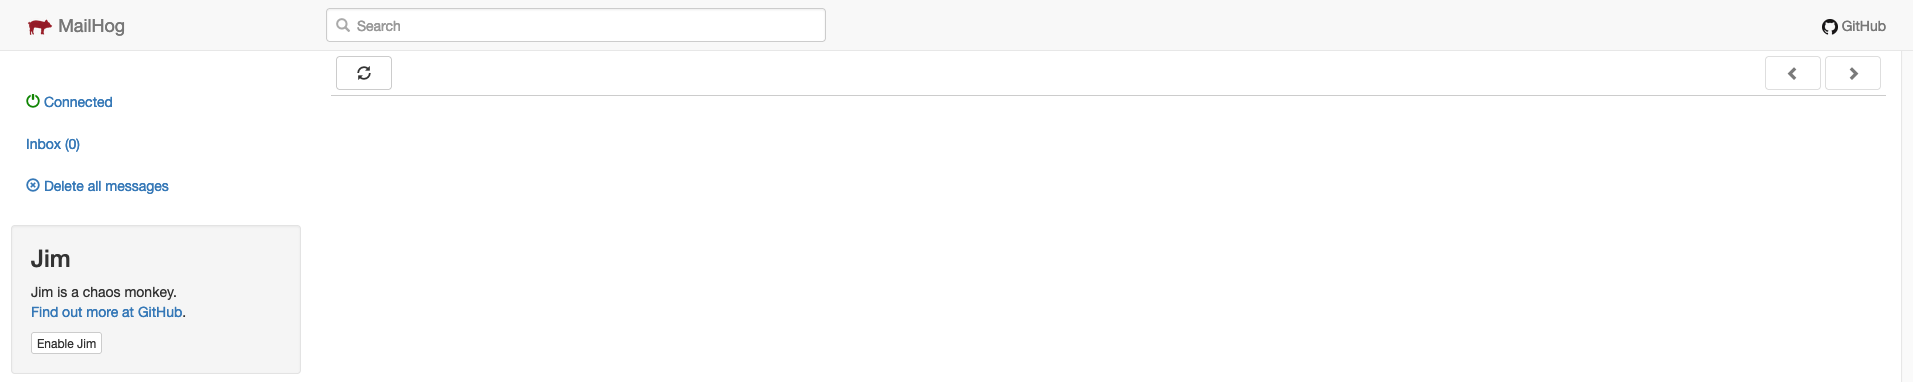 MailHog
Search
GitHub
Connected
Inbox (0)
Delete all messages
Jim
Jim is a chaos monkey.
Find out more at GitHub.
Enable Jim